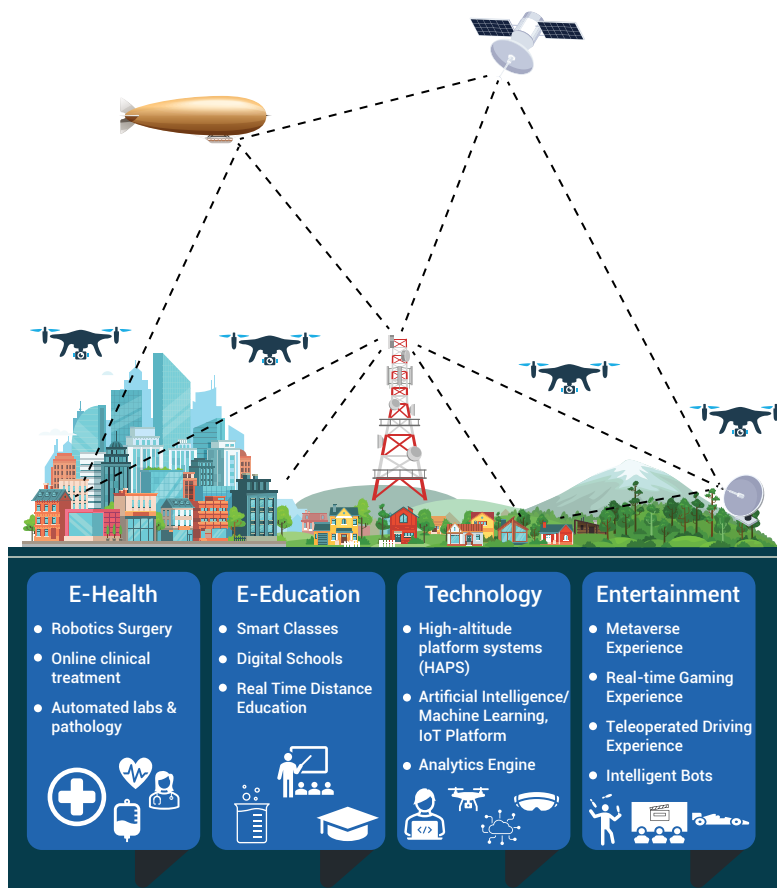 E-Health
Robotics Surgery
Online clinical
treatment
Automated labs &
pathology
E-Education
Smart Classes
Digital Schools
Real Time Distance
Education
Technology
High-altitude
platform systems
(HAPS)
Artificial Intelligence/
Machine Learning,
IoT Platform
Analytics Engine
Entertainment
Metaverse
Experience
Real-time Gaming
Experience
Teleoperated Driving
Experience
Intelligent Bots